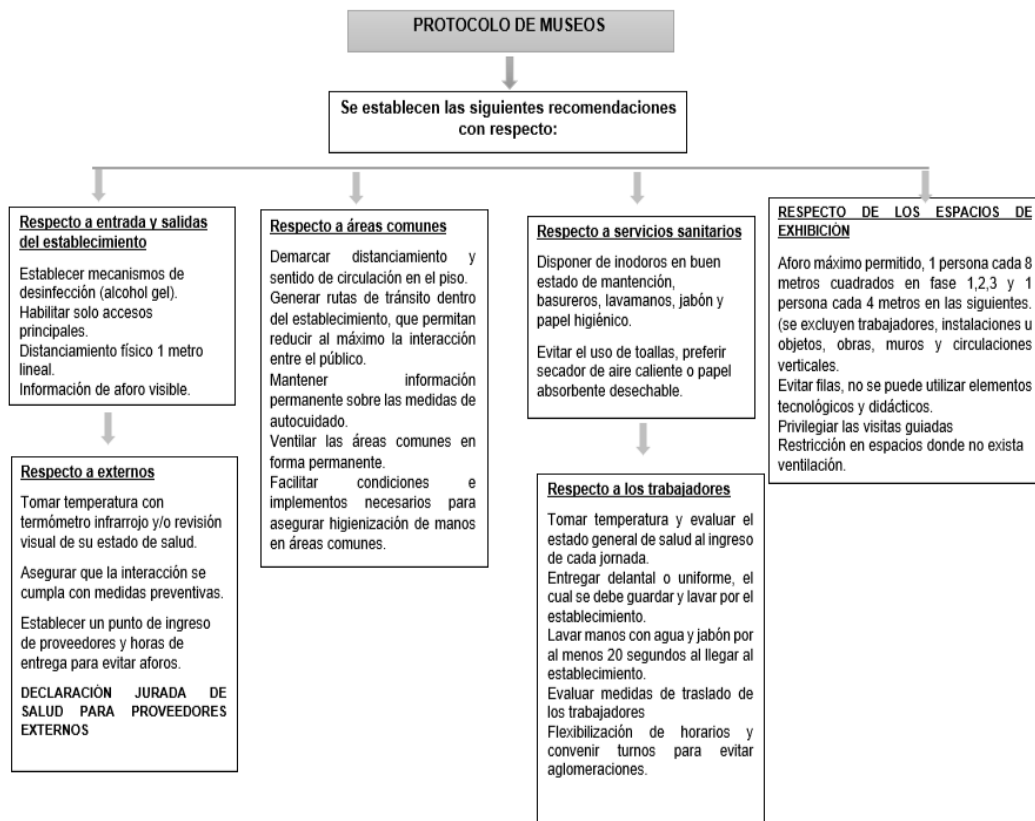 PROTOCOLO DE MUSEOS
Se establecen las siguientes recomendaciones
con respecto:
Respecto a entrada y salidas
del establecimiento
Establecer mecanismos de
desinfección (alcohol gel).
Habilitar solo accesos
principales.
Distanciamiento físico 1 metro
lineal.
Información de aforo visible.
Respecto a externos
Tomar temperatura con
termómetro infrarrojo y/o revisión
visual de su estado de salud.
Asegurar que la interacción se
cumpla con medidas preventivas.
Establecer un punto de ingreso
de proveedores y horas de
entrega para evitar aforos.
DECLARACIÓN JURADA DE
SALUD PARA PROVEEDORES
EXTERNOS
Respecto a áreas comunes
Demarcar distanciamiento y
sentido de circulación en el piso.
Generar rutas de tránsito dentro
del establecimiento, que permitan
reducir al máximo la interacción
entre el público.
Mantener información
permanente sobre las medidas de
autocuidado.
Ventilar las áreas comunes en
forma permanente.
Facilitar condiciones e
implementos necesarios para
asegurar higienización de manos
en áreas comunes.
Respecto a servicios sanitarios
Disponer de inodoros en buen
estado de mantención,
basureros, lavamanos, jabón y
papel higiénico.
Evitar el uso de toallas, preferir
secador de aire caliente o papel
absorbente desechable.
Respecto a los trabajadores
Tomar temperatura y evaluar el
estado general de salud al ingreso
de cada jornada.
Entregar delantal o uniforme, el
cual se debe guardar y lavar por el
establecimiento.
Lavar manos con agua y jabón por
al menos 20 segundos al llegar al
establecimiento.
Evaluar medidas de traslado de
los trabajadores
Flexibilización de horarios y
convenir turnos para evitar
aglomeraciones.
RESPECTO DE LOS ESPACIOS DE
EXHIBICIÓN
Aforo máximo permitido, 1 persona cada 8
metros cuadrados en fase 1,2,3 y 1
persona cada 4 metros en las siguientes.
(se excluyen trabajadores, instalaciones u
objetos, obras, muros y circulaciones
verticales.
Evitar filas, no se puede utilizar elementos
tecnológicos y didácticos.
Privilegiar las visitas guiadas
Restricción en espacios donde no exista
ventilación.